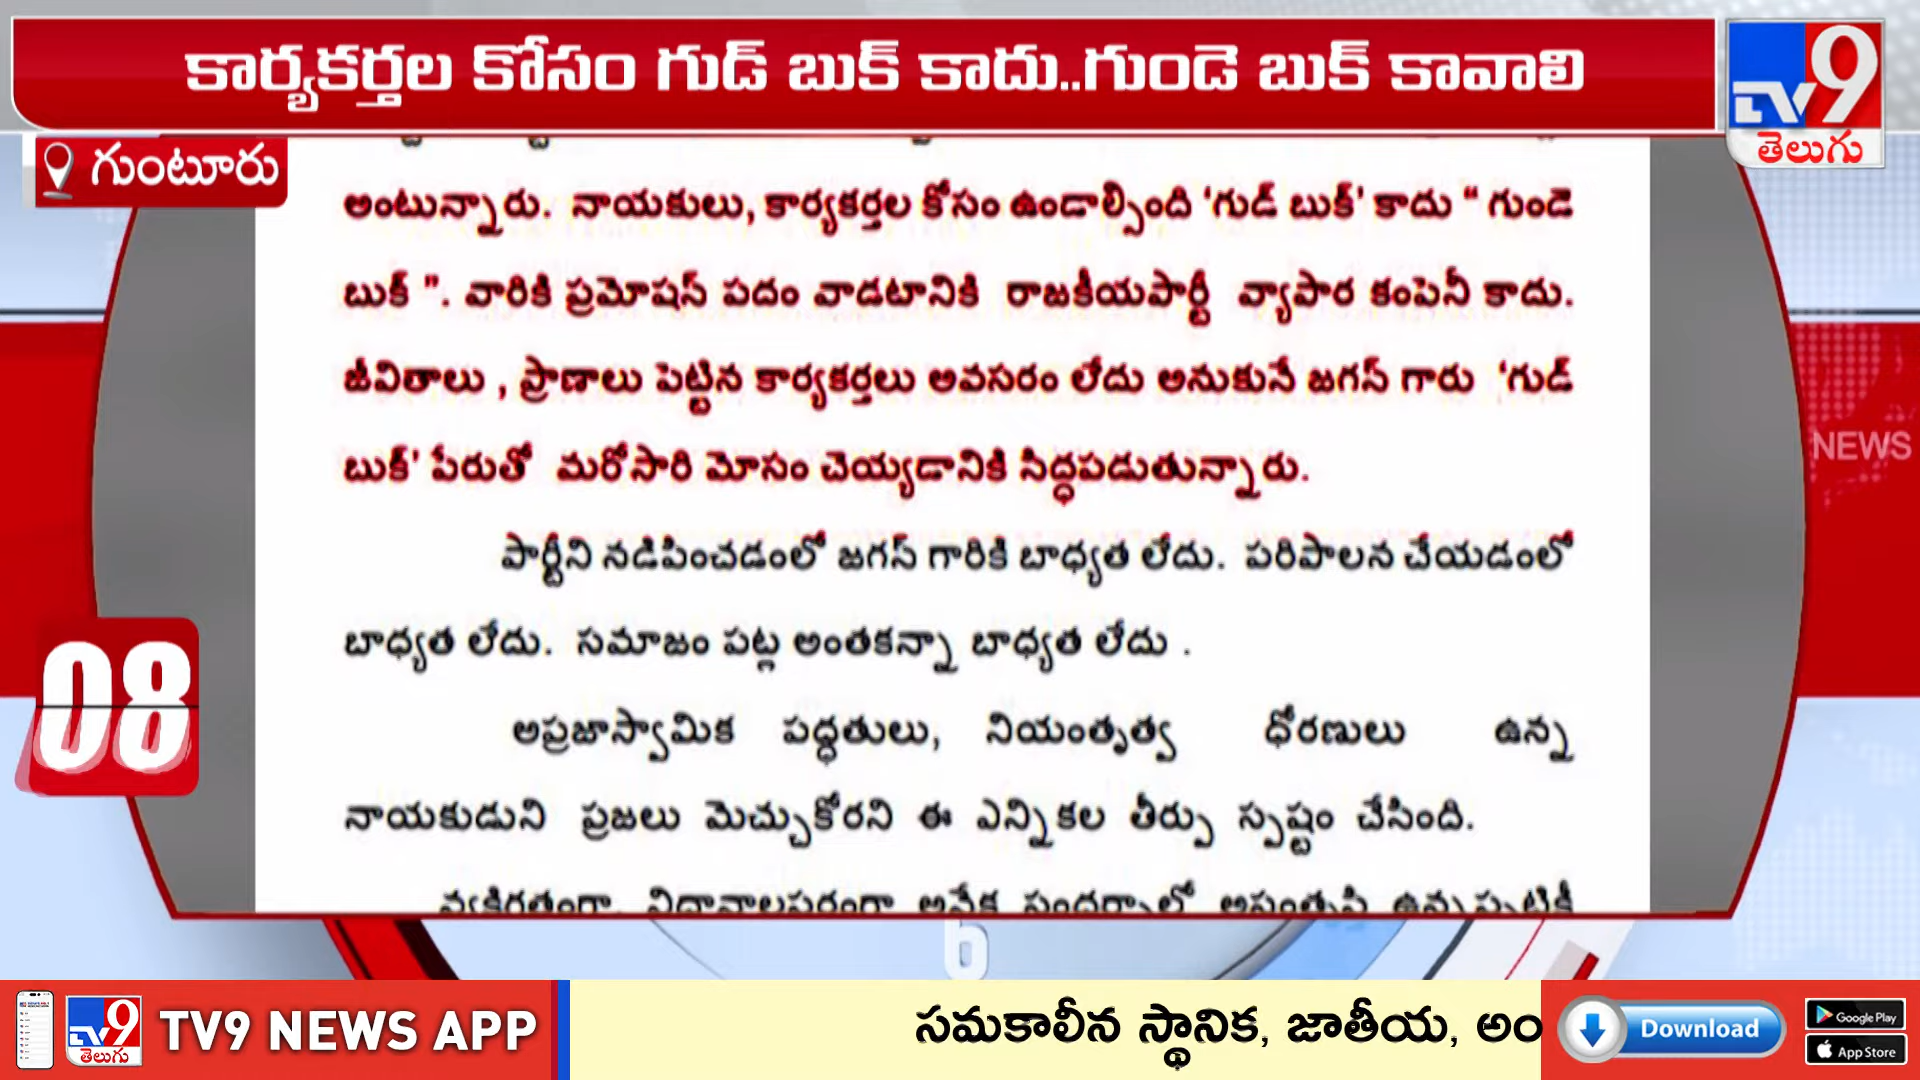 కార్యకర్తల కోసం గుడ్ బుక్ కాదు..గుండె బుక్ కావాలి
TV9
తెలుగు
గుంటూరు
అంటున్నారు. నాయకులు, కార్యకర్తల కోసం ఉండాల్సింది ‘గుడ్ బుక్’ కాదు “ గుండె
బుక్ ”. వారికి ప్రమోషన్ పదం వాడటానికి రాజకీయపార్టీ వ్యాపార కంపెనీ కాదు.
జీవితాలు , ప్రాణాలు పెట్టిన కార్యకర్తలు అవసరం లేదు అనుకునే జగన్ గారు ‘గుడ్
బుక్’ పేరుతో మరోసారి మోసం చెయ్యడానికి సిద్ధపడుతున్నారు.
పార్టీని నడిపించడంలో జగన్ గారికి బాధ్యత లేదు. పరిపాలన చేయడంలో
బాధ్యత లేదు. సమాజం పట్ల అంతకన్నా బాధ్యత లేదు .
అప్రజాస్వామిక పద్ధతులు, నియంతృత్వ ధోరణులు ఉన్న
నాయకుడుని ప్రజలు మెచ్చుకోరని ఈ ఎన్నికల తీర్పు స్పష్టం చేసింది.
NEWS
08
6
TV9 తెలుగు
TV9 NEWS APP
సమకాలీన స్థానిక, జాతీయ, అం
Download
Google Play
App Store